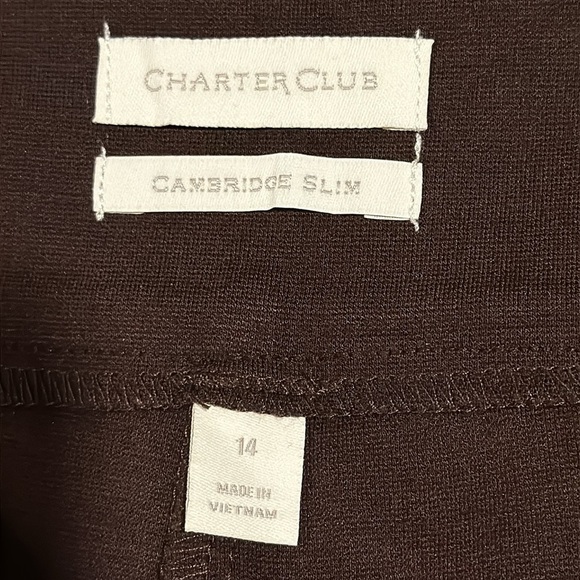 CHARTER CLUB
CAMBRIDGE SLIM
14
MADE IN
VIETNAM